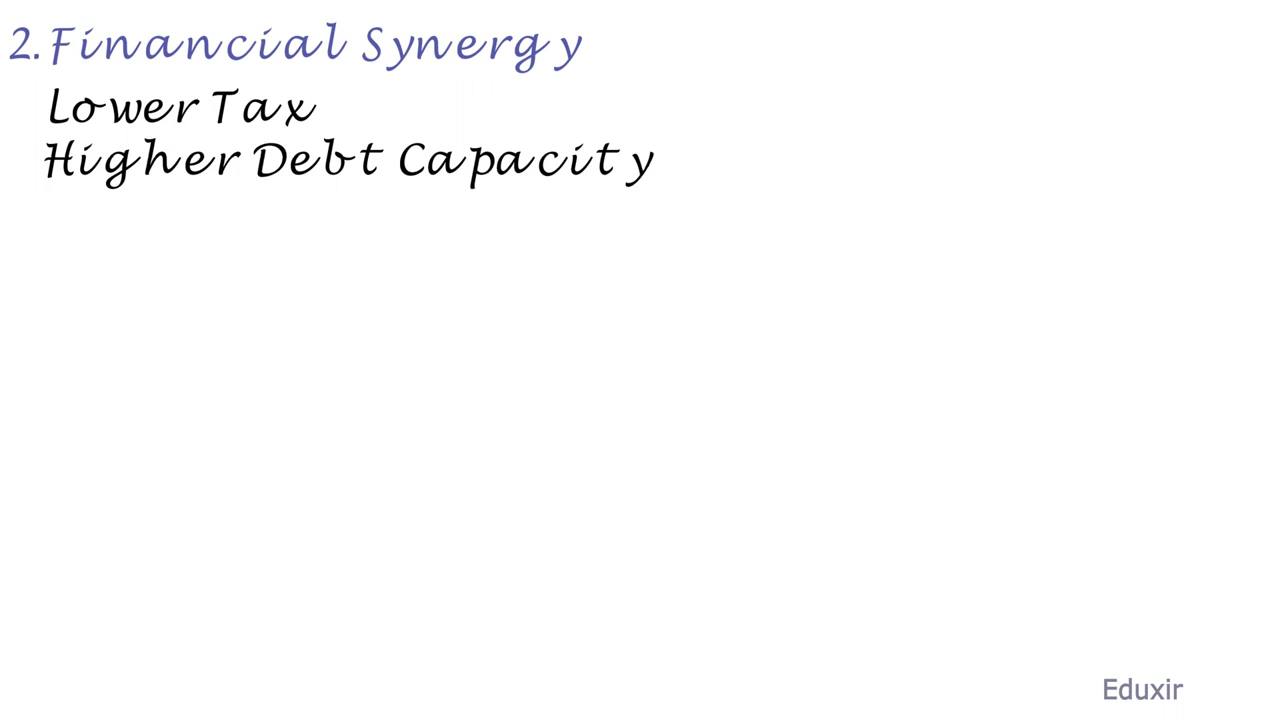 2. Financial Synergy
Lower Tax
Higher Debt Capacity
Eduxir